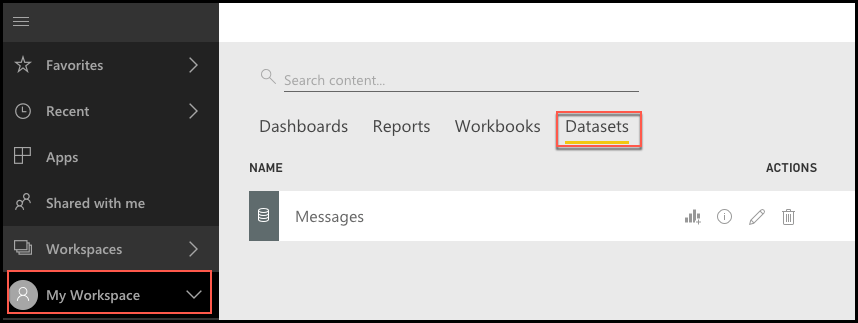 Favorites
Recent
Apps
Shared with me
Workspaces
My Workspace
Search content...
Dashboards Reports Workbooks Datasets
NAME ACTIONS
Messages